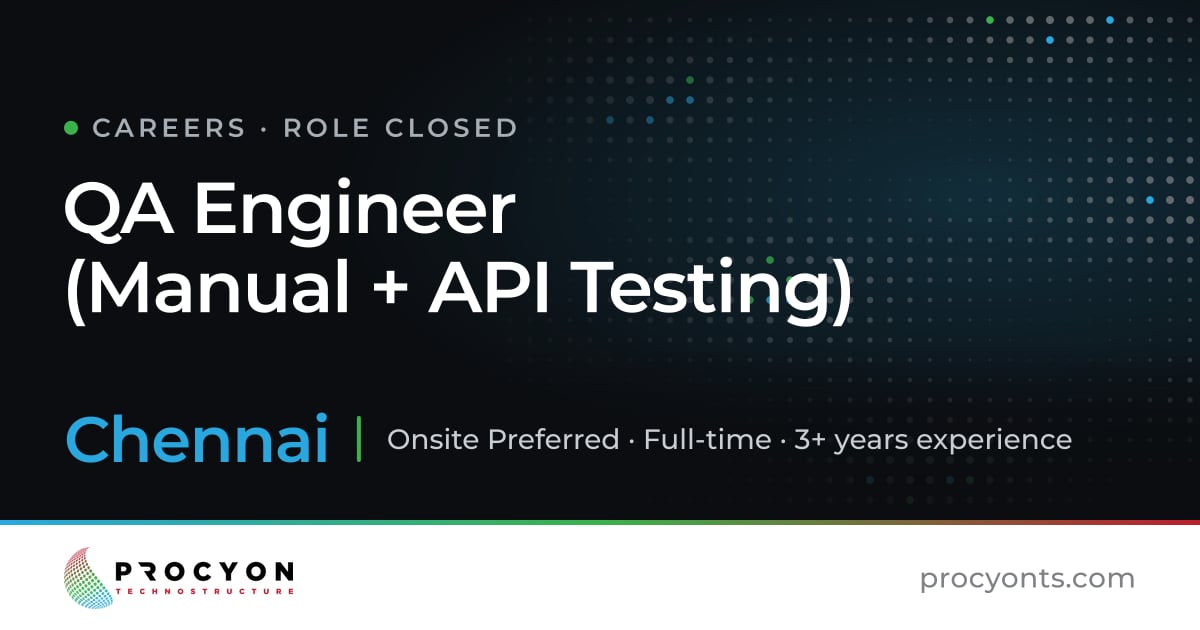 CAREERS · ROLE CLOSED
QA Engineer
(Manual + API Testing)
Chennai
Onsite Preferred · Full-time · 3+ years experience
PROCYON
TECHNOSTRUCTURE
procyonts.com